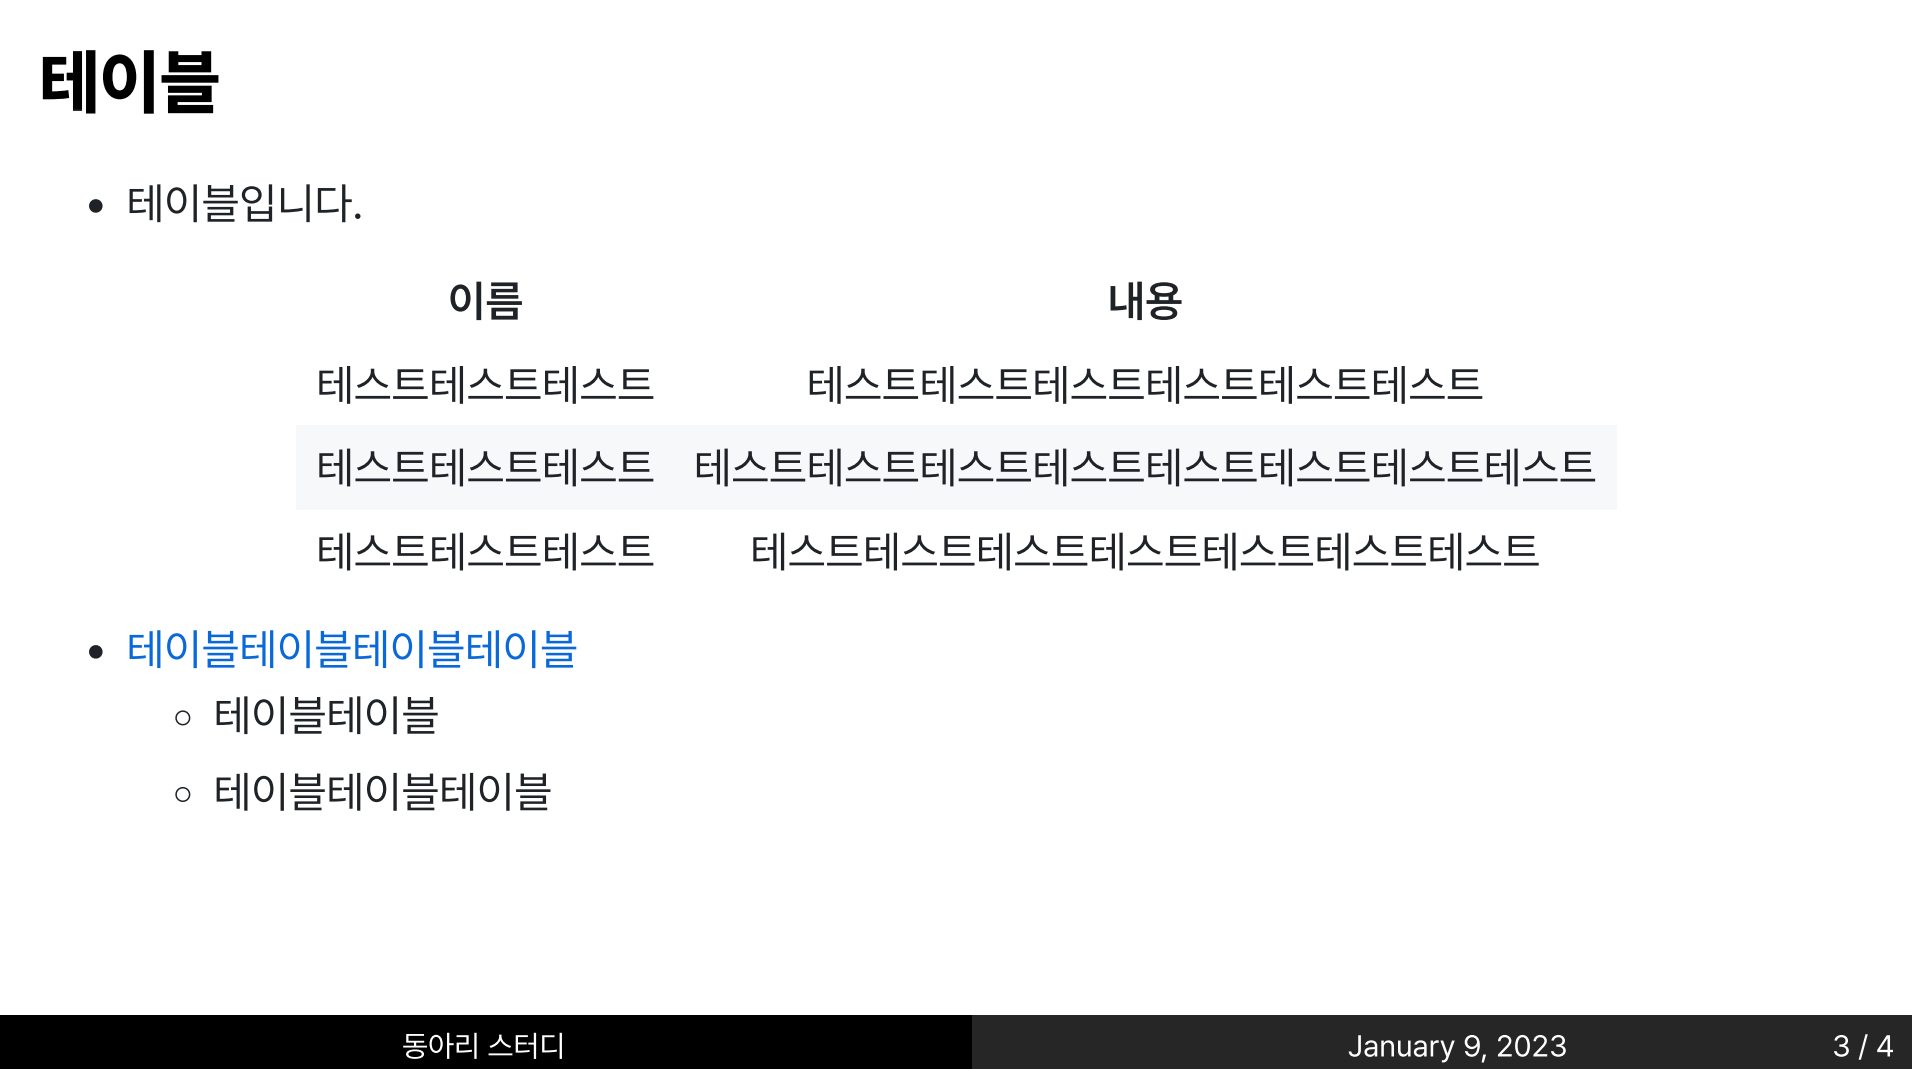 테이블
테이블입니다.
이름 내용
테스트테스트테스트 테스트테스트테스트테스트테스트테스트
테스트테스트테스트 테스트테스트테스트테스트테스트테스트테스트테스트
테스트테스트테스트 테스트테스트테스트테스트테스트테스트테스트
테이블테이블테이블테이블
테이블테이블
테이블테이블테이블
동아리 스터디 January 9, 2023 3 / 4